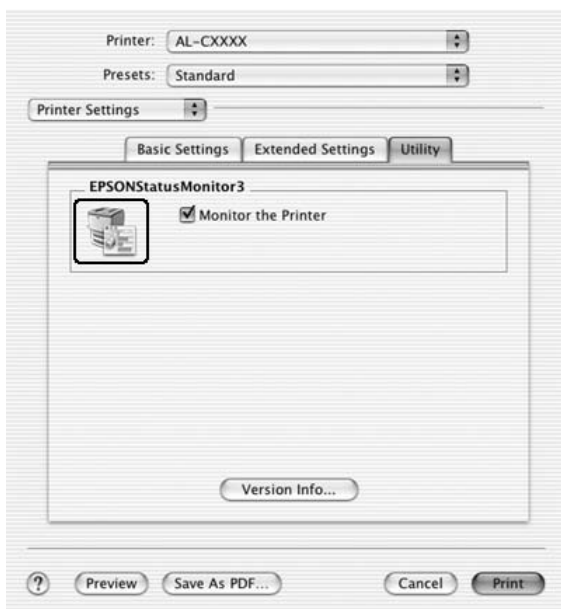 Printer: AL-CXXXX
Presets: Standard
Printer Settings
Basic Settings Extended Settings Utility
EPSONStatusMonitor3
Monitor the Printer
Version Info...
? Preview Save As PDF... Cancel Print